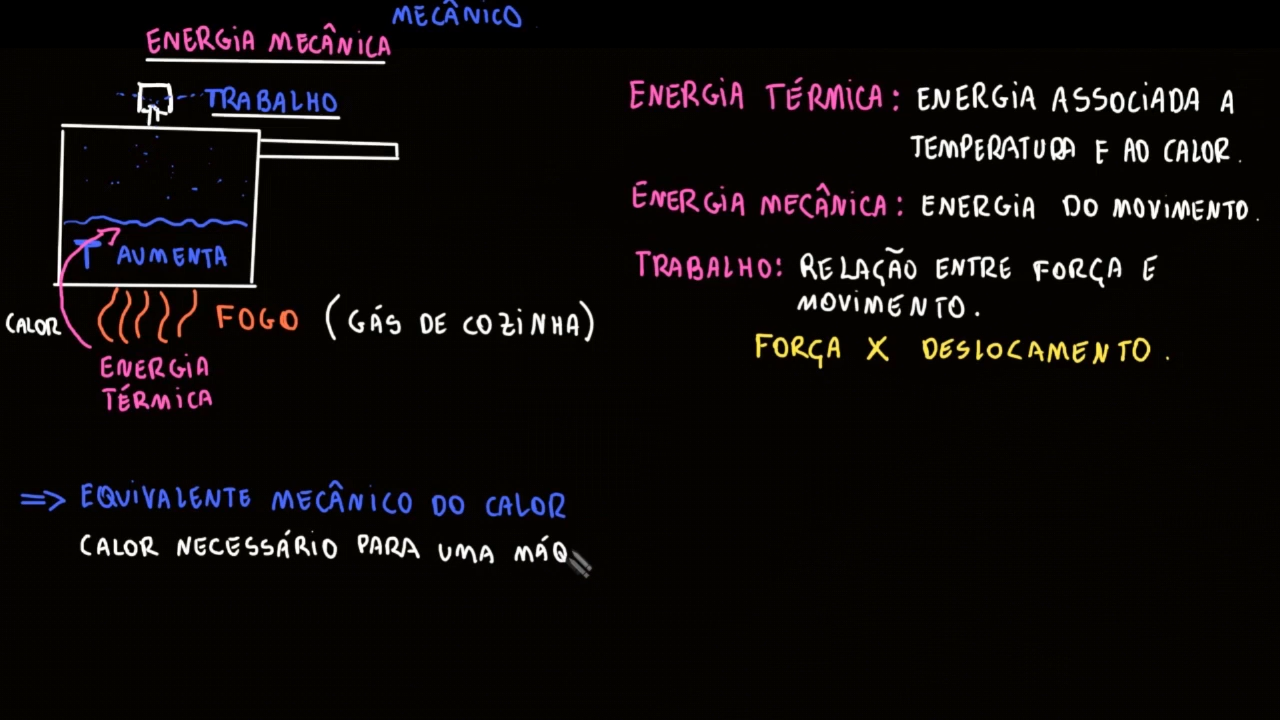 MECÂNICO
ENERGIA MECÂNICA
TRABALHO
T AUMENTA
CALOR
FOGO (GÁS DE COZINHA)
ENERGIA
TÉRMICA
ENERGIA TÉRMICA: ENERGIA ASSOCIADA A
TEMPERATURA E AO CALOR.
ENERGIA MECÂNICA: ENERGIA DO MOVIMENTO.
TRABALHO: RELAÇÃO ENTRE FORÇA E
MOVIMENTO.
FORÇA X DESLOCAMENTO.
⇒ EQUIVALENTE MECÂNICO DO CALOR
CALOR NECESSÁRIO PARA UMA MÁQ